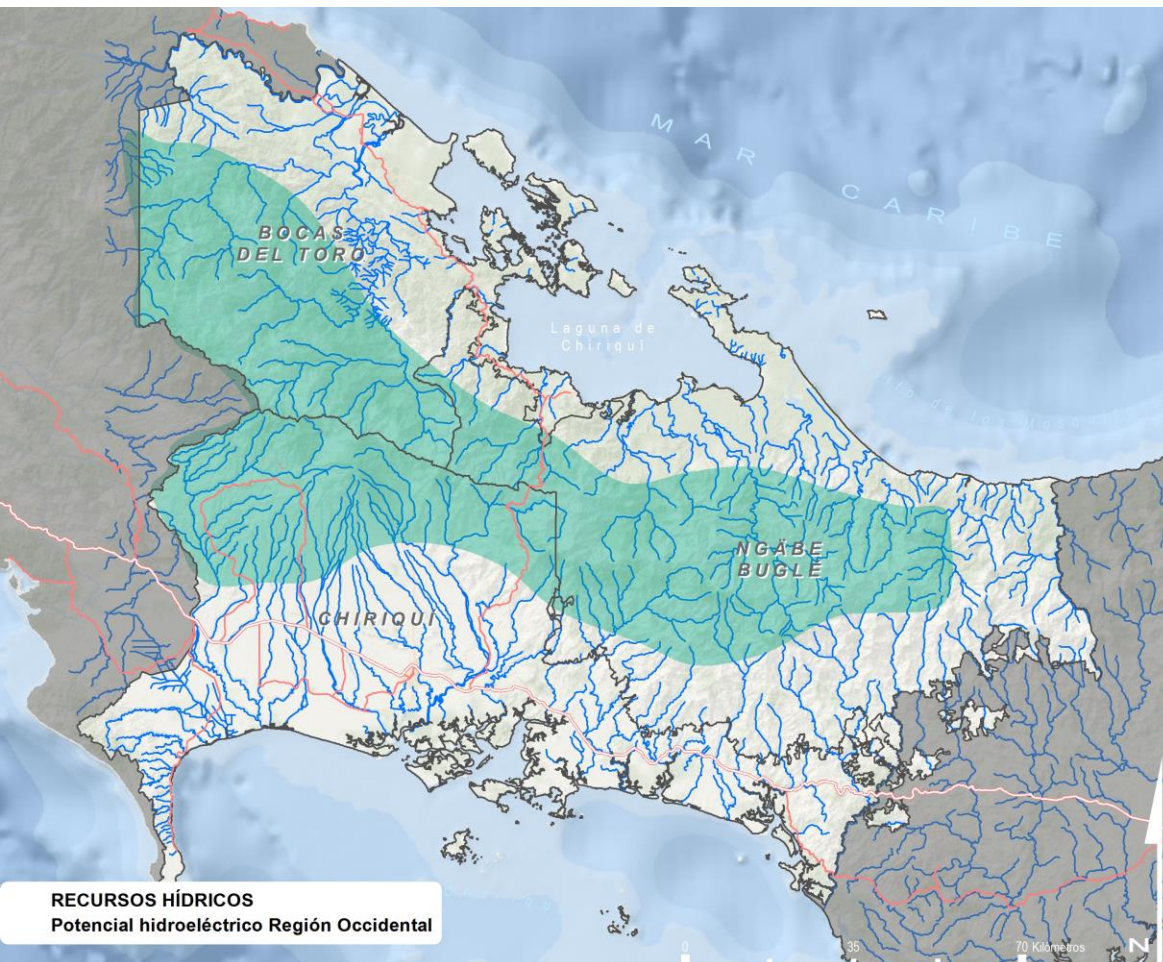 MAR CARIBE
BOCAS
DEL TORO
Laguna de
Chiriquí
NGÄBE
BUGLÉ
CHIRIQUÍ
RECURSOS HÍDRICOS
Potencial hidroeléctrico Región Occidental
0 35 70 Kilómetros
N